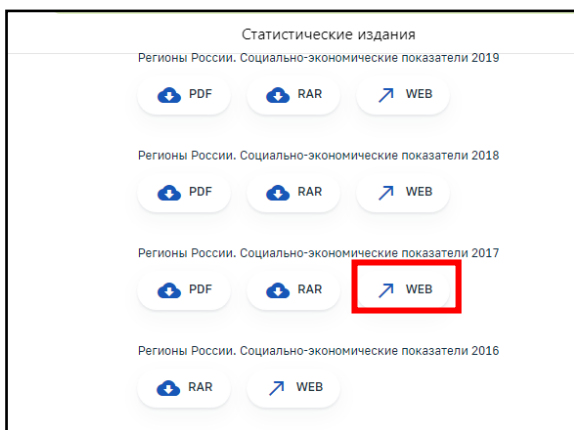 Статистические издания
Регионы России. Социально-экономические показатели 2019
PDF RAR WEB
Регионы России. Социально-экономические показатели 2018
PDF RAR WEB
Регионы России. Социально-экономические показатели 2017
PDF RAR WEB
Регионы России. Социально-экономические показатели 2016
RAR WEB